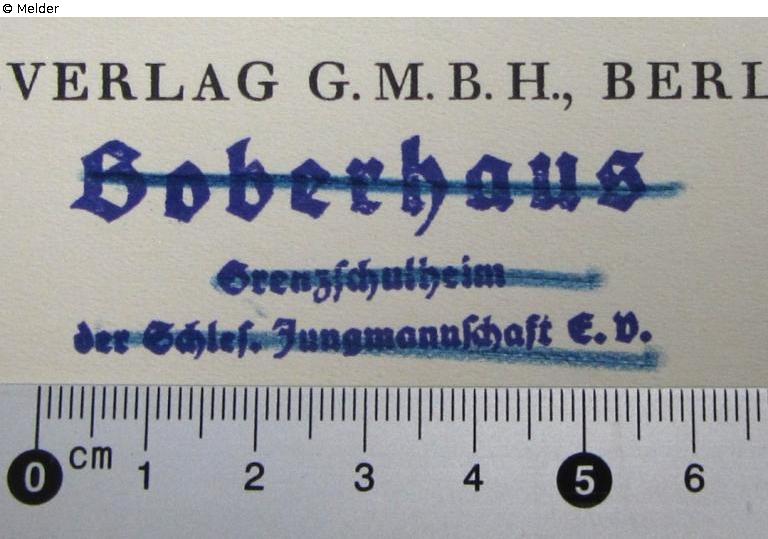 © Melder
VERLAG G.M.B.H., BERL
Boberhaus
Grenzschulheim
der Schles. Jungmannschaft E.V.
cm
0 1 2 3 4 5 6